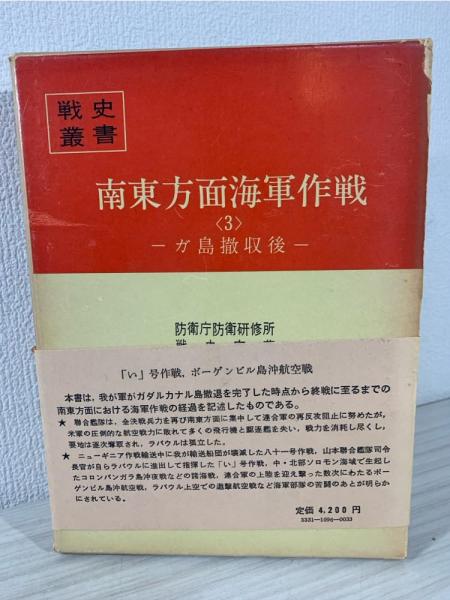 戦史
叢書
南東方面海軍作戦
〈3〉
―ガ島撤収後―
防衛庁防衛研修所
「い」号作戦,ボーゲンビル島沖航空戦
本書は,我が軍がガダルカナル島撤退を完了した時点から終戦に至るまでの
南東方面における海軍作戦の経過を記述したものである。
★ 聯合艦隊は,全決戦兵力を再び南東方面に集中して連合軍の再反攻阻止に努めたが,
米軍の圧倒的な航空戦力に敗れて多くの飛行機と駆逐艦を失い,戦力を消耗し尽くし,
要地は逐次奪取され,ラバウルは孤立した。
★ ニューギニア作戦輸送中に我が輸送船団が壊滅した八十一号作戦,山本聯合艦隊司令
長官が自らラバウルに進出して指揮した「い」号作戦,中・北部ソロモン海域で生起し
たコロンバンガラ島沖夜戦などの諸海戦,連合軍の上陸を迎え撃った数次にわたるボー
ゲンビル島沖航空戦,ラバウル上空での邀撃航空戦など海軍部隊の苦闘のあとが明らか
にされている。
定価 4,200 円
3331―1094―0033